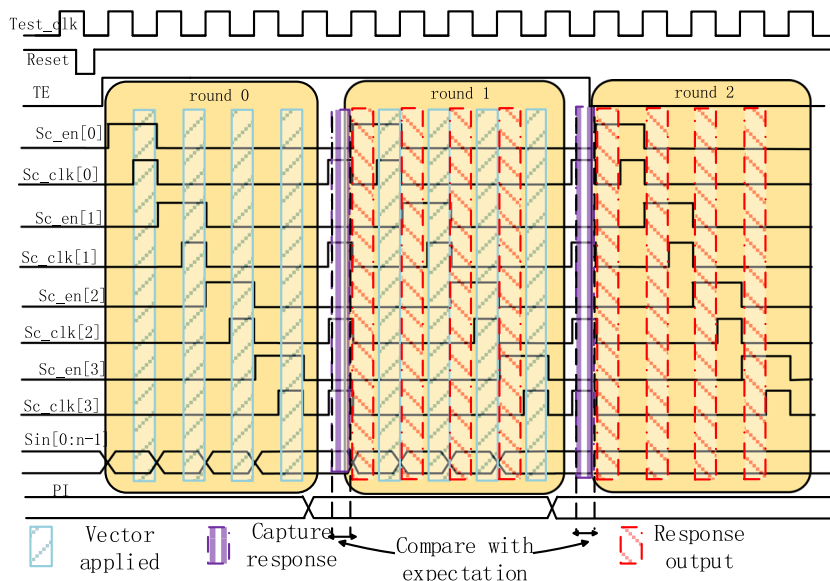 Test_clk
Reset
TE
round 0
round 1
round 2
Sc_en[0]
Sc_clk[0]
Sc_en[1]
Sc_clk[1]
Sc_en[2]
Sc_clk[2]
Sc_en[3]
Sc_clk[3]
Sin[0:n-1]
PI
Vector
applied
Capture
response
Compare with
expectation
Response
output